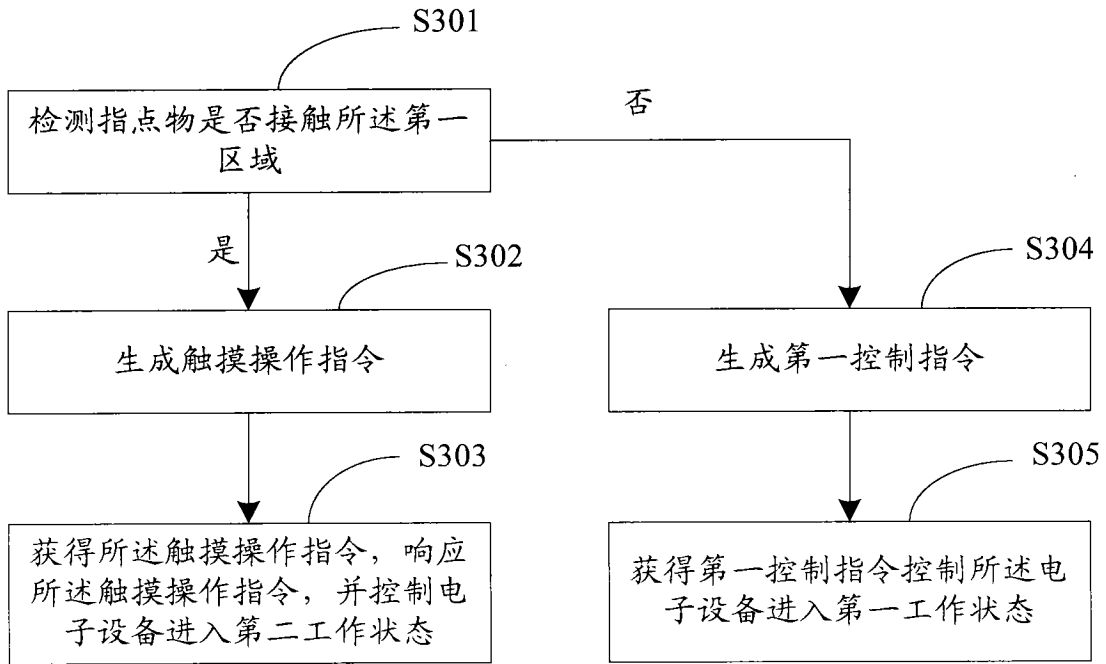 S301
检测指点物是否接触所述第一
区域
否
是
S302
生成触摸操作指令
S304
生成第一控制指令
S303
获得所述触摸操作指令，响应
所述触摸操作指令，并控制电
子设备进入第二工作状态
S305
获得第一控制指令控制所述电
子设备进入第一工作状态